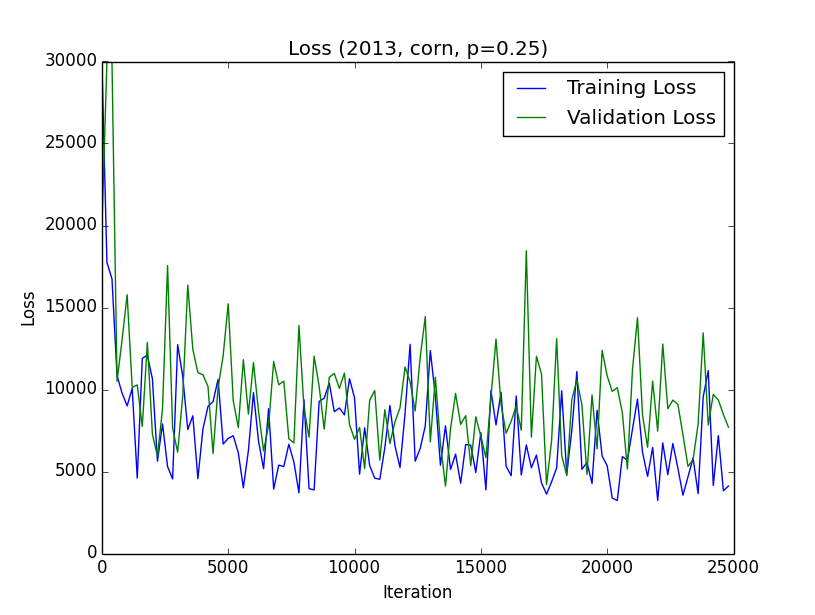 Loss (2013, corn, p=0.25)
Training Loss
Validation Loss
30000
25000
20000
15000
10000
5000
0
Loss
0 5000 10000 15000 20000 25000
Iteration